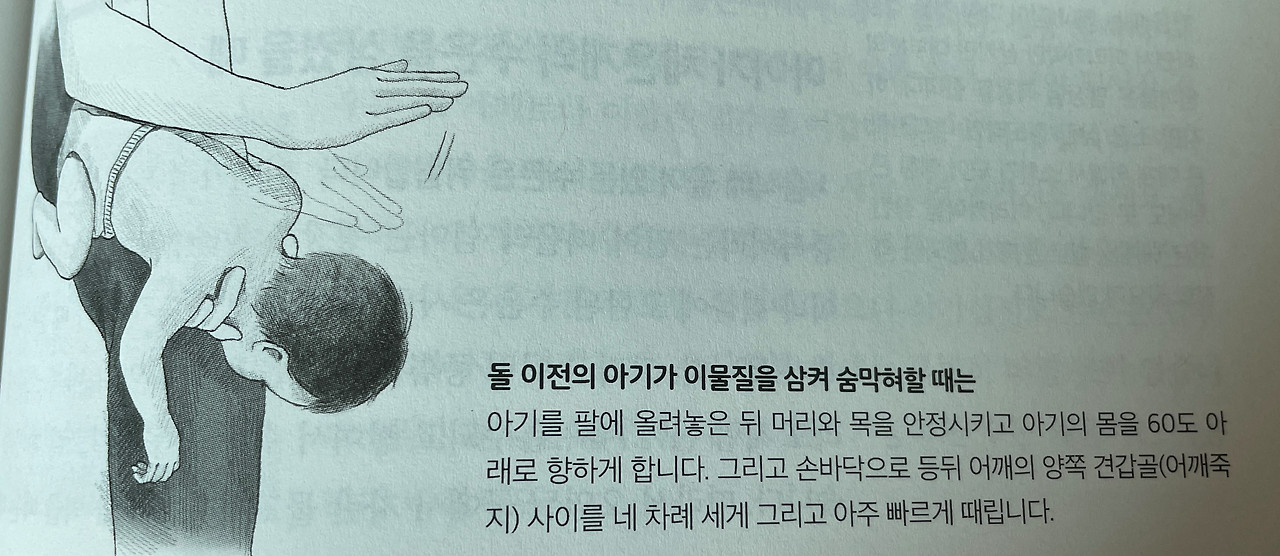 돌 이전의 아기가 이물질을 삼켜 숨막혀할 때는
아기를 팔에 올려놓은 뒤 머리와 목을 안정시키고 아기의 몸을 60도 아
래로 향하게 합니다. 그리고 손바닥으로 등뒤 어깨의 양쪽 견갑골(어깨죽
지) 사이를 네 차례 세게 그리고 아주 빠르게 때립니다.